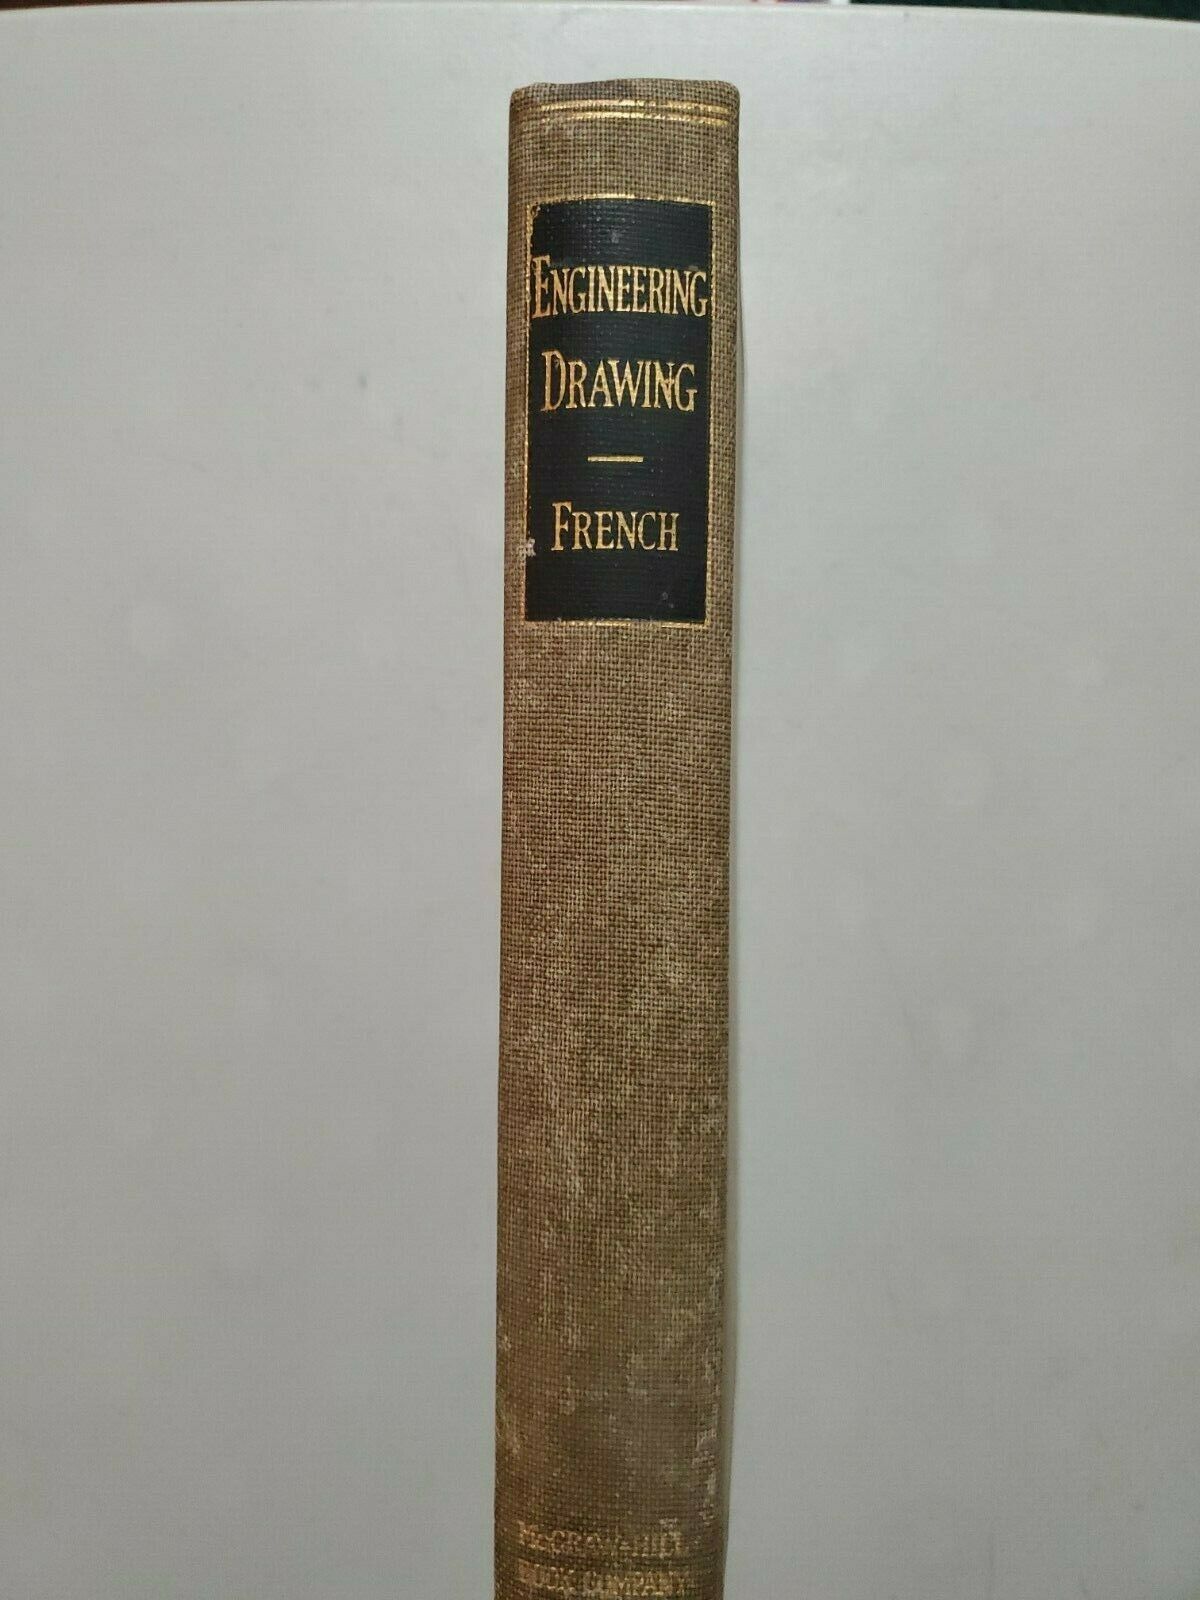 ENGINEERING
DRAWING
FRENCH
McGRAW-HILL
BOOK COMPANY